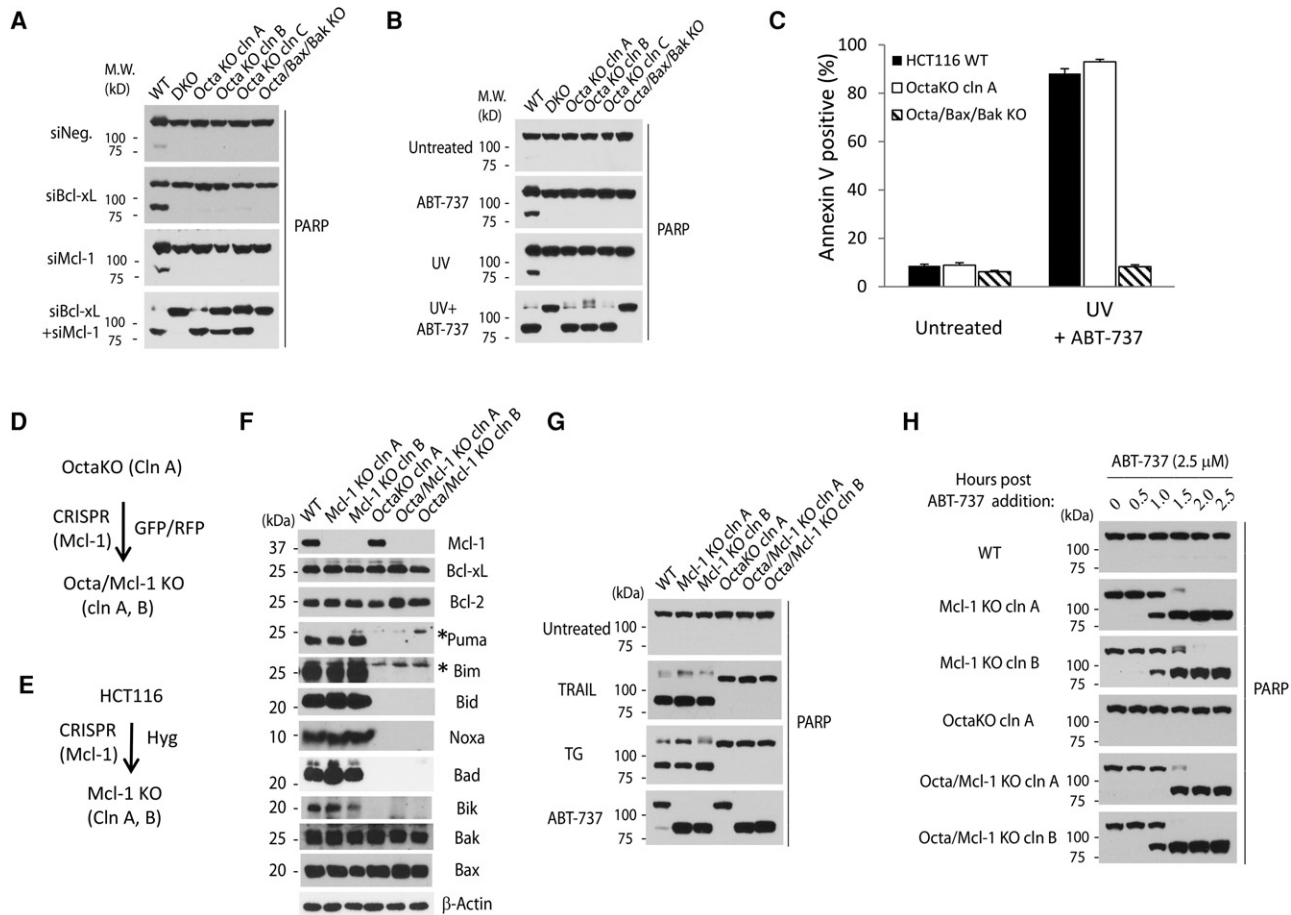 A
M.W.
(kD)
WT
DKO
Octa KO cln A
Octa KO cln B
Octa KO cln C
Octa/Bax/Bak KO
siNeg.
100 -
75 -
siBcl-xL
100 -
75 -
siMcl-1
100 -
75 -
siBcl-xL
+siMcl-1
100 -
75 -
PARP
B
M.W.
(kD)
WT
DKO
Octa KO cln A
Octa KO cln B
Octa KO cln C
Octa/Bax/Bak KO
Untreated
100 -
75 -
ABT-737
100 -
75 -
UV
100 -
75 -
UV+
ABT-737
100 -
75 -
PARP
C
Annexin V positive (%)
100
80
60
40
20
0
HCT116 WT
OctaKO cln A
Octa/Bax/Bak KO
Untreated
UV
+ ABT-737
D
OctaKO (Cln A)
CRISPR
(Mcl-1)
GFP/RFP
Octa/Mcl-1 KO
(cln A, B)
E
HCT116
CRISPR
(Mcl-1)
Hyg
Mcl-1 KO
(Cln A, B)
F
(kDa)
WT
Mcl-1 KO cln A
Mcl-1 KO cln B
OctaKO cln A
Octa/Mcl-1 KO cln A
Octa/Mcl-1 KO cln B
37 -
Mcl-1
25 -
Bcl-xL
25 -
Bcl-2
25 -
*Puma
25 -
* Bim
20 -
Bid
10 -
Noxa
20 -
Bad
20 -
Bik
25 -
Bak
20 -
Bax
β-Actin
G
(kDa)
WT
Mcl-1 KO cln A
Mcl-1 KO cln B
OctaKO cln A
Octa/Mcl-1 KO cln A
Octa/Mcl-1 KO cln B
Untreated
100 -
75 -
TRAIL
100 -
75 -
TG
100 -
75 -
ABT-737
100 -
75 -
PARP
H
ABT-737 (2.5 μM)
Hours post
ABT-737 addition:
0 0.5 1.0 1.5 2.0 2.5
(kDa)
WT
100 -
75 -
Mcl-1 KO cln A
100 -
75 -
Mcl-1 KO cln B
100 -
75 -
OctaKO cln A
100 -
75 -
Octa/Mcl-1 KO cln A
100 -
75 -
Octa/Mcl-1 KO cln B
100 -
75 -
PARP